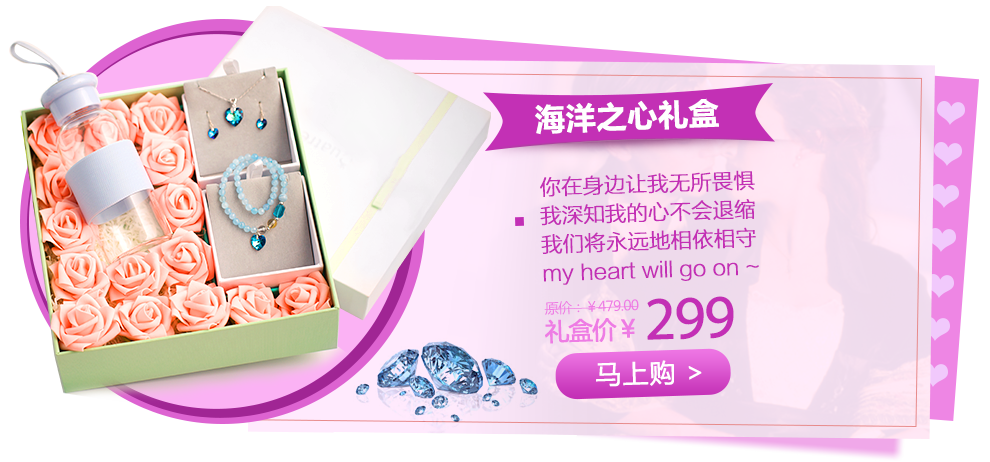 海洋之心礼盒
你在身边让我无所畏惧
我深知我的心不会退缩
我们将永远地相依相守
my heart will go on ~
原价：￥479.00
礼盒价￥299
马上购 >